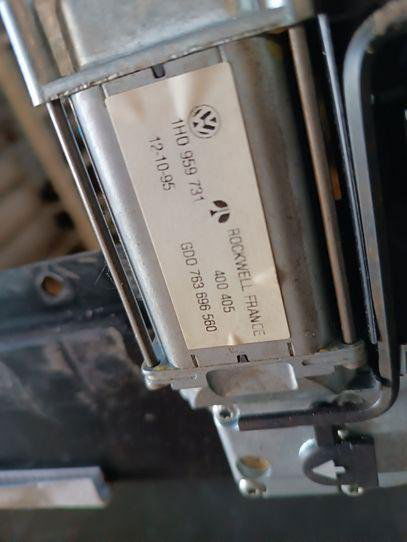 1H0 959 731
12-10-95
ROCKWELL FRANCE
400 405
GDO 763 696 560